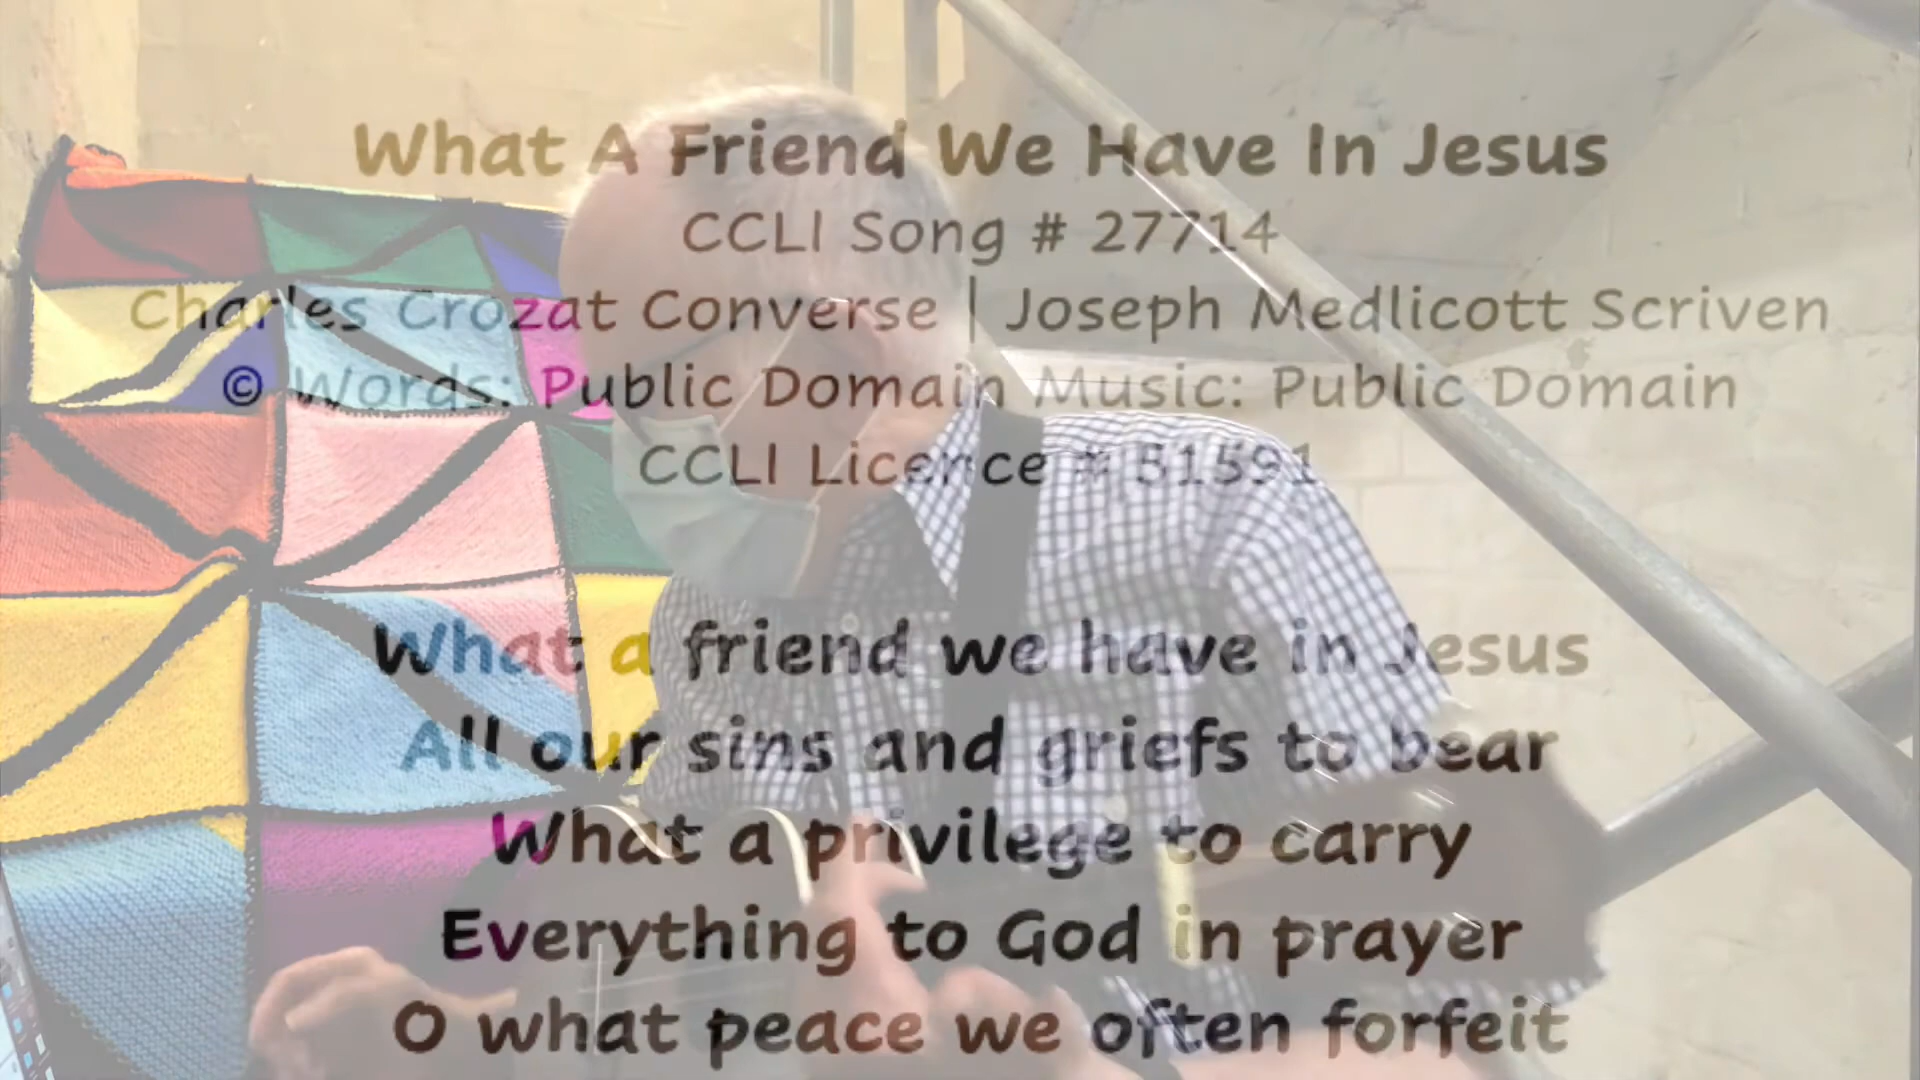 What A Friend We Have In Jesus
CCLI Song # 27714
Charles Crozat Converse | Joseph Medlicott Scriven
© Words: Public Domain Music: Public Domain
CCLI Licence # 51591
What a friend we have in Jesus
All our sins and griefs to bear
What a privilege to carry
Everything to God in prayer
O what peace we often forfeit